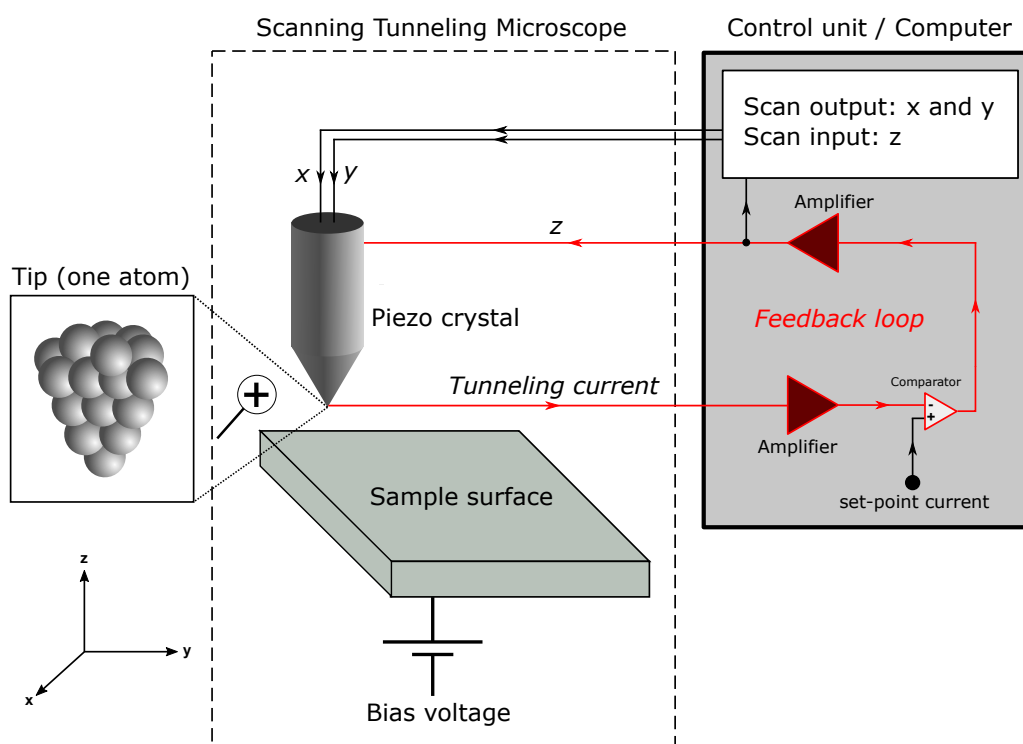 Scanning Tunneling Microscope
Control unit / Computer
Scan output: x and y
Scan input: z
x
y
Amplifier
z
Tip (one atom)
Piezo crystal
Feedback loop
Tunneling current
Comparator
-
+
Amplifier
Sample surface
set-point current
z
y
x
Bias voltage